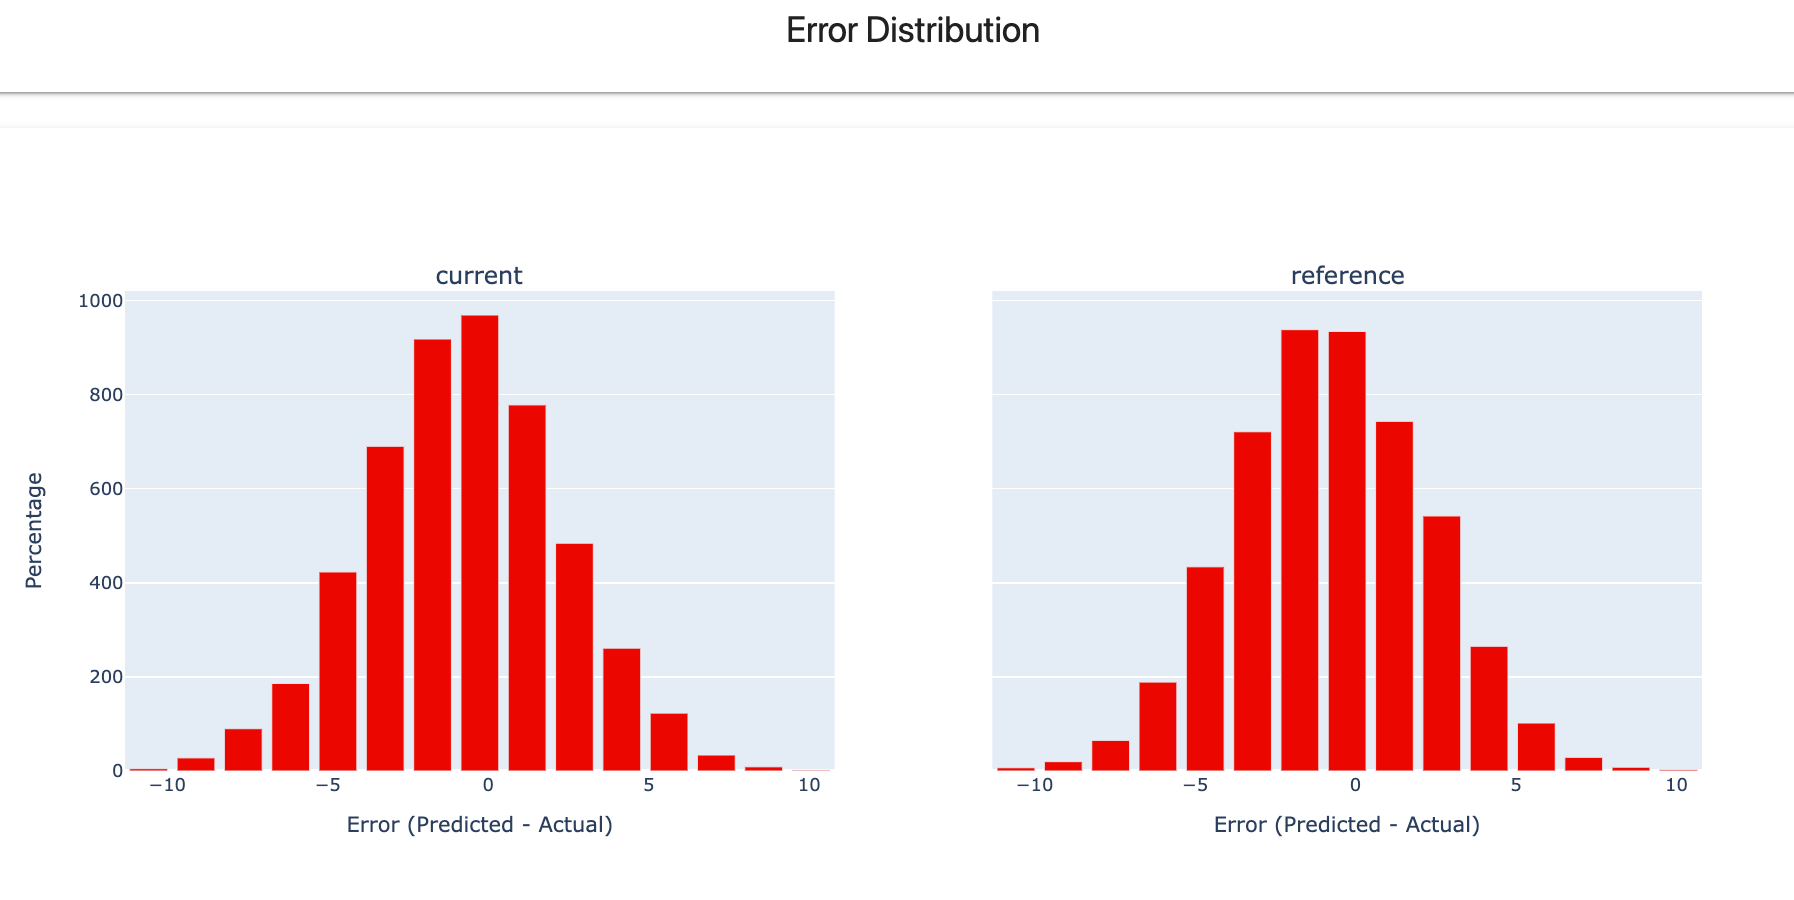 Error Distribution
current
reference
1000
800
600
400
200
0
Percentage
−10
−5
0
5
10
−10
−5
0
5
10
Error (Predicted - Actual)
Error (Predicted - Actual)